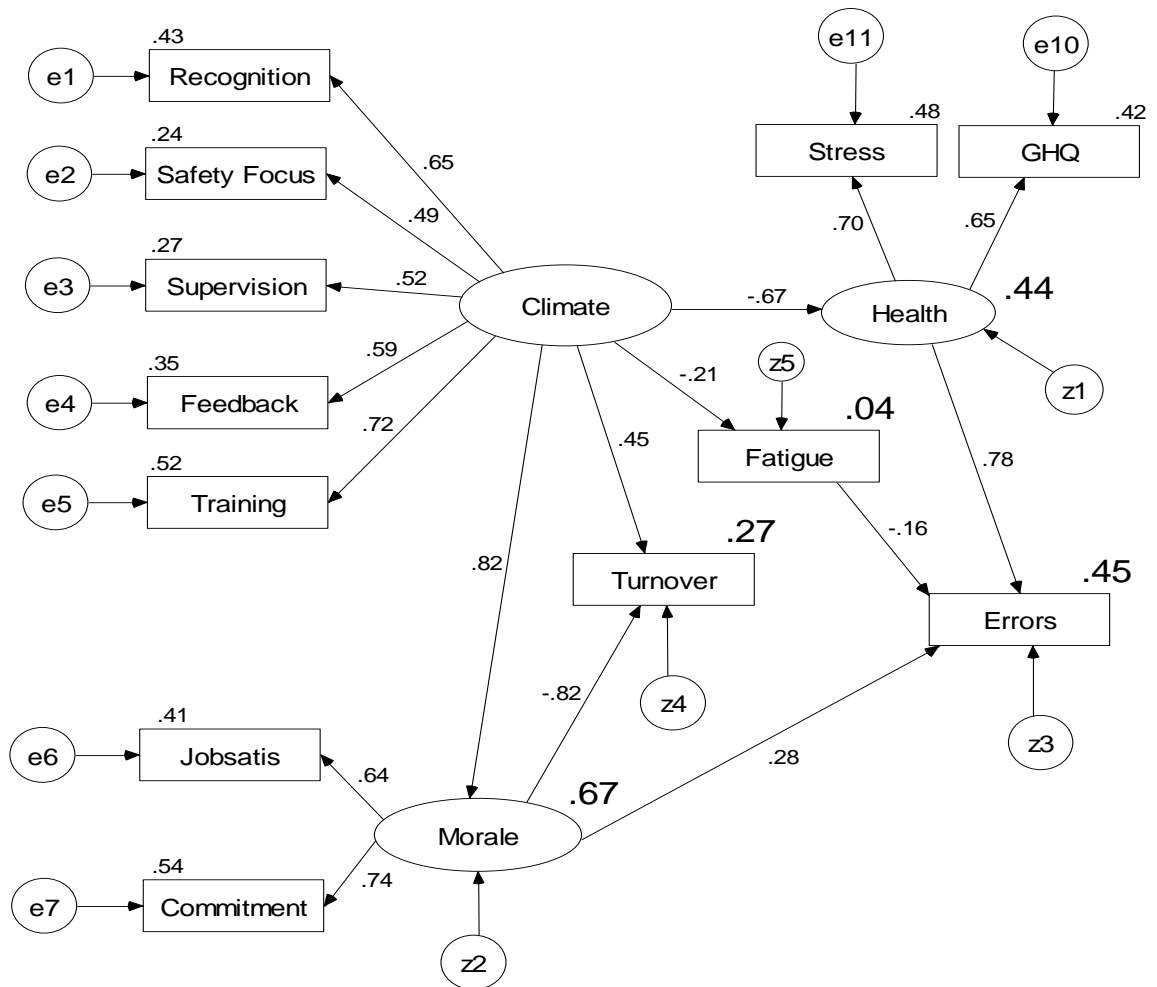 .43
e1
Recognition
.24
e2
Safety Focus
.27
e3
Supervision
.35
e4
Feedback
.52
e5
Training
.65
.49
.52
.59
.72
Climate
e11
e10
.48
Stress
.42
GHQ
.70
.65
-.67
Health
.44
z1
z5
-.21
.04
Fatigue
.45
.78
-.16
.27
Turnover
.82
z4
-.82
.45
Errors
z3
.28
.41
e6
Jobsatis
.64
.67
Morale
.54
e7
Commitment
.74
z2